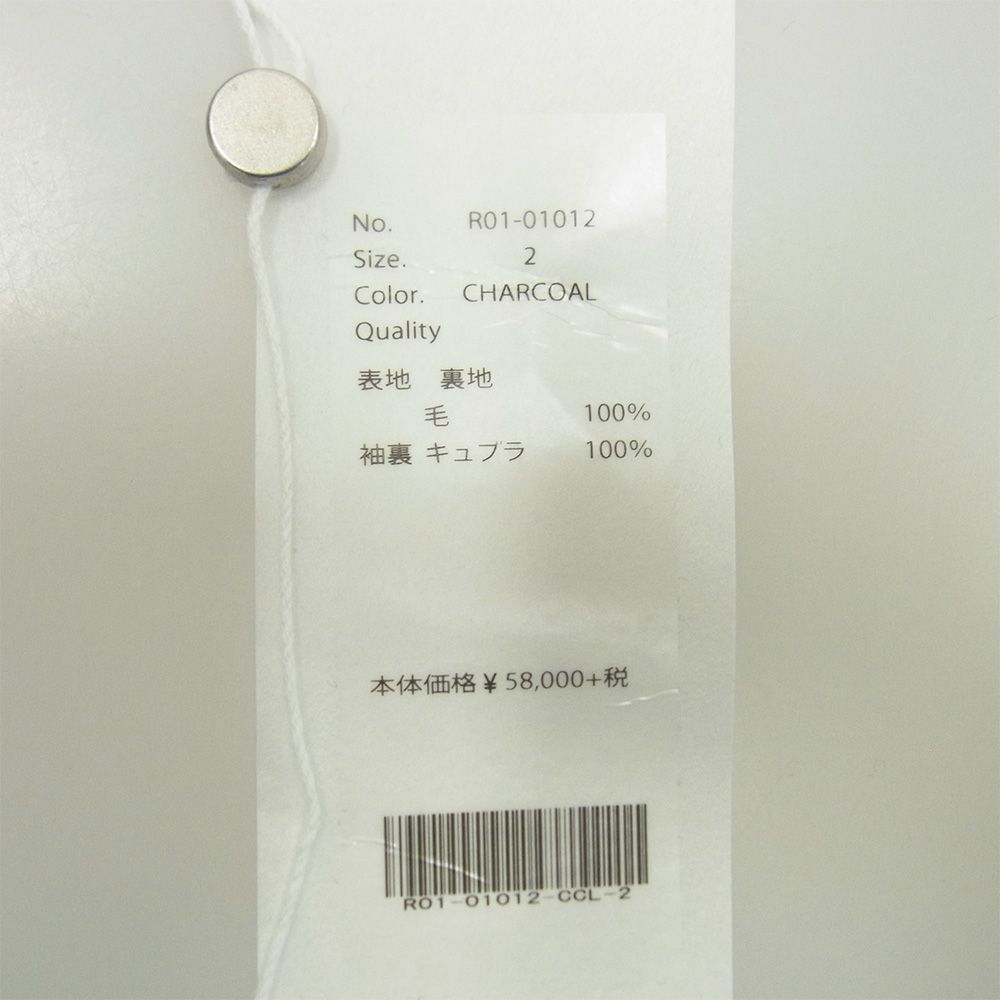 No. R01-01012
Size. 2
Color. CHARCOAL
Quality
表地 裏地
毛 100%
袖裏 キュプラ 100%
本体価格¥58,000+税
R01-01012-CCL-2